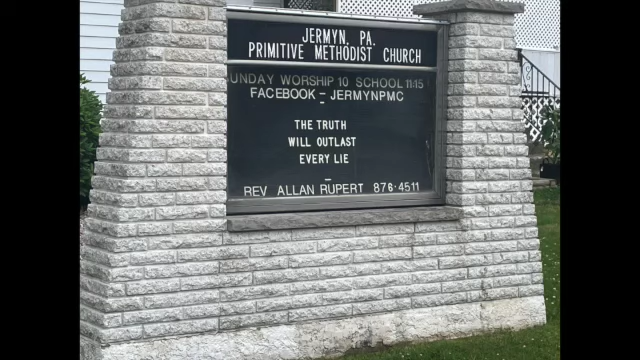 JERMYN, PA.
PRIMITIVE METHODIST CHURCH
UNDAY WORSHIP 10 SCHOOL 11:15
FACEBOOK - JERMYNPMC
THE TRUTH
WILL OUTLAST
EVERY LIE
REV ALLAN RUPERT 876-4511